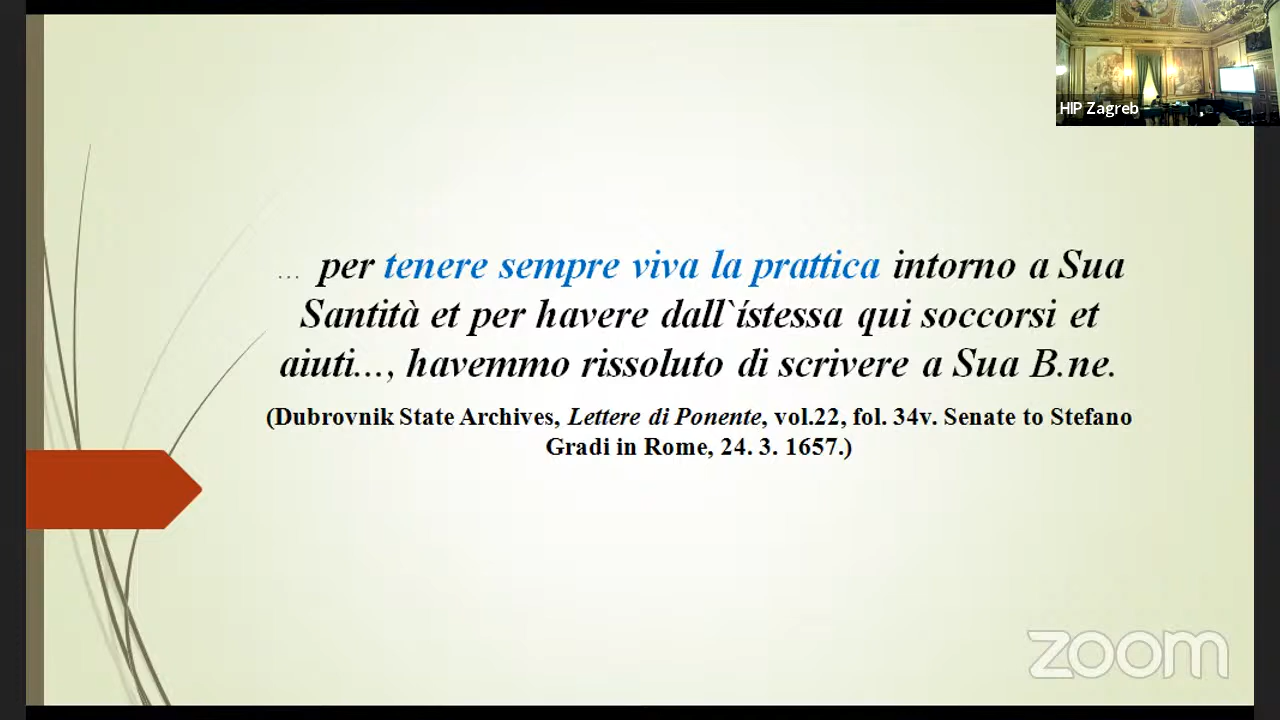 HIP Zagreb
... per tenere sempre viva la prattica intorno a Sua
Santità et per havere dall`ístessa qui soccorsi et
aiuti..., havemmo rissoluto di scrivere a Sua B.ne.
(Dubrovnik State Archives, Lettere di Ponente, vol.22, fol. 34v. Senate to Stefano
Gradi in Rome, 24. 3. 1657.)
zoom